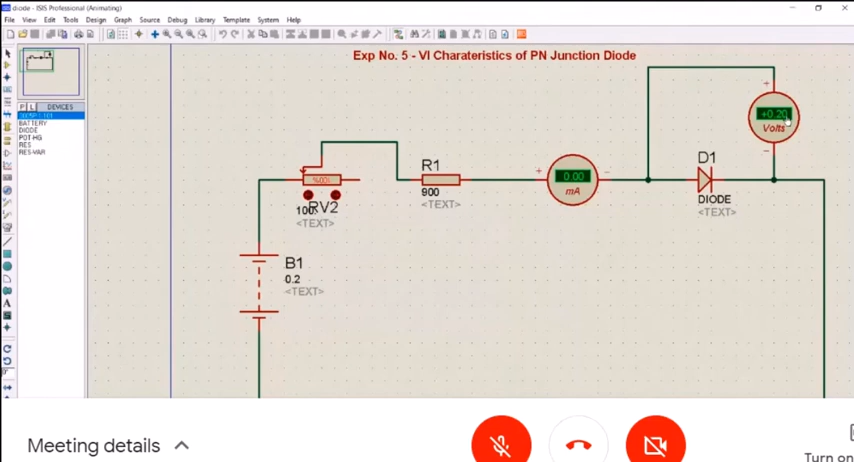 diode - ISIS Professional (Animating)
File View Edit Tools Design Graph Source Debug Library Template System Help
Exp No. 5 - VI Charateristics of PN Junction Diode
P L DEVICES
BATTERY
DIODE
POT-HG
RES
RES-VAR
+0.20
Volts
R1
900
<TEXT>
0.00
mA
D1
DIODE
<TEXT>
RV2
<TEXT>
B1
0.2
<TEXT>
Meeting details
Turn on